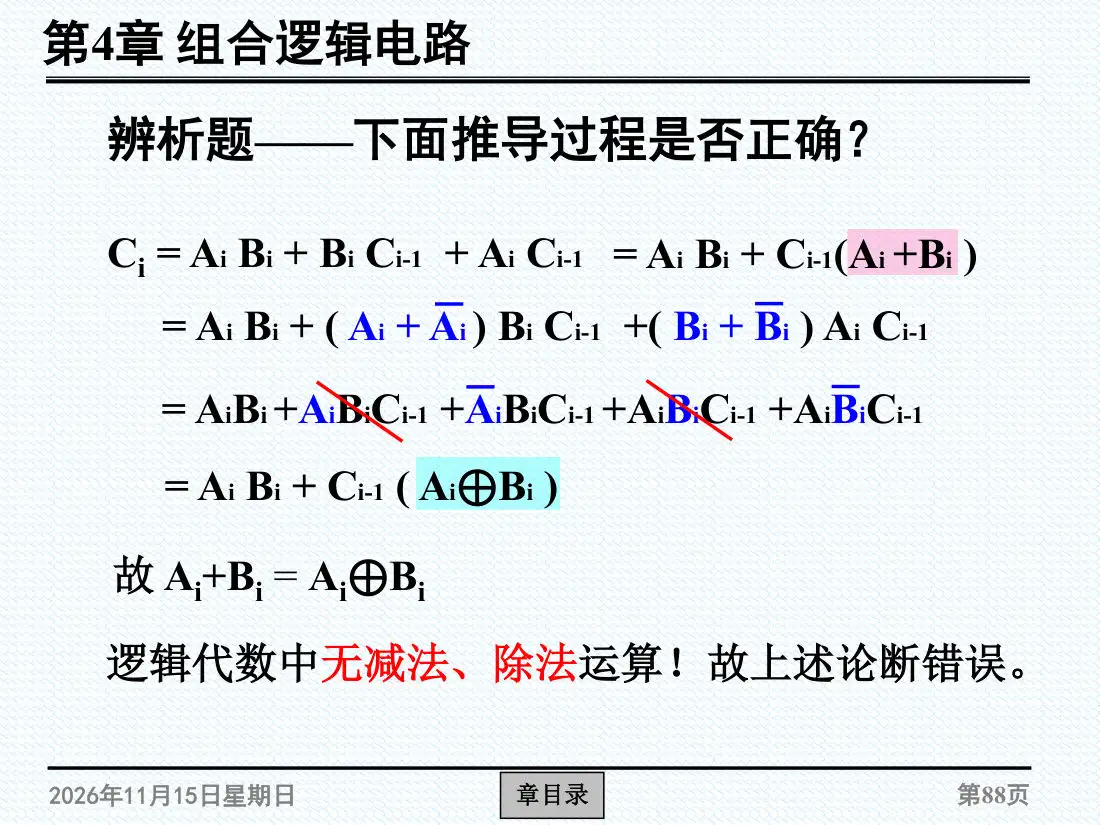 第4章 组合逻辑电路
辨析题——下面推导过程是否正确？
Cᵢ = Aᵢ Bᵢ + Bᵢ Cᵢ₋₁ + Aᵢ Cᵢ₋₁ = Aᵢ Bᵢ + Cᵢ₋₁(Aᵢ +Bᵢ )
= Aᵢ Bᵢ + ( Aᵢ + A̅ᵢ ) Bᵢ Cᵢ₋₁ +( Bᵢ + B̅ᵢ ) Aᵢ Cᵢ₋₁
= AᵢBᵢ +AᵢBᵢCᵢ₋₁ +A̅ᵢBᵢCᵢ₋₁ +AᵢBᵢCᵢ₋₁ +AᵢB̅ᵢCᵢ₋₁
= Aᵢ Bᵢ + Cᵢ₋₁ ( Aᵢ⊕Bᵢ )
故 Aᵢ+Bᵢ = Aᵢ⊕Bᵢ
逻辑代数中无减法、除法运算！故上述论断错误。
2026年11月15日星期日 章目录 第88页